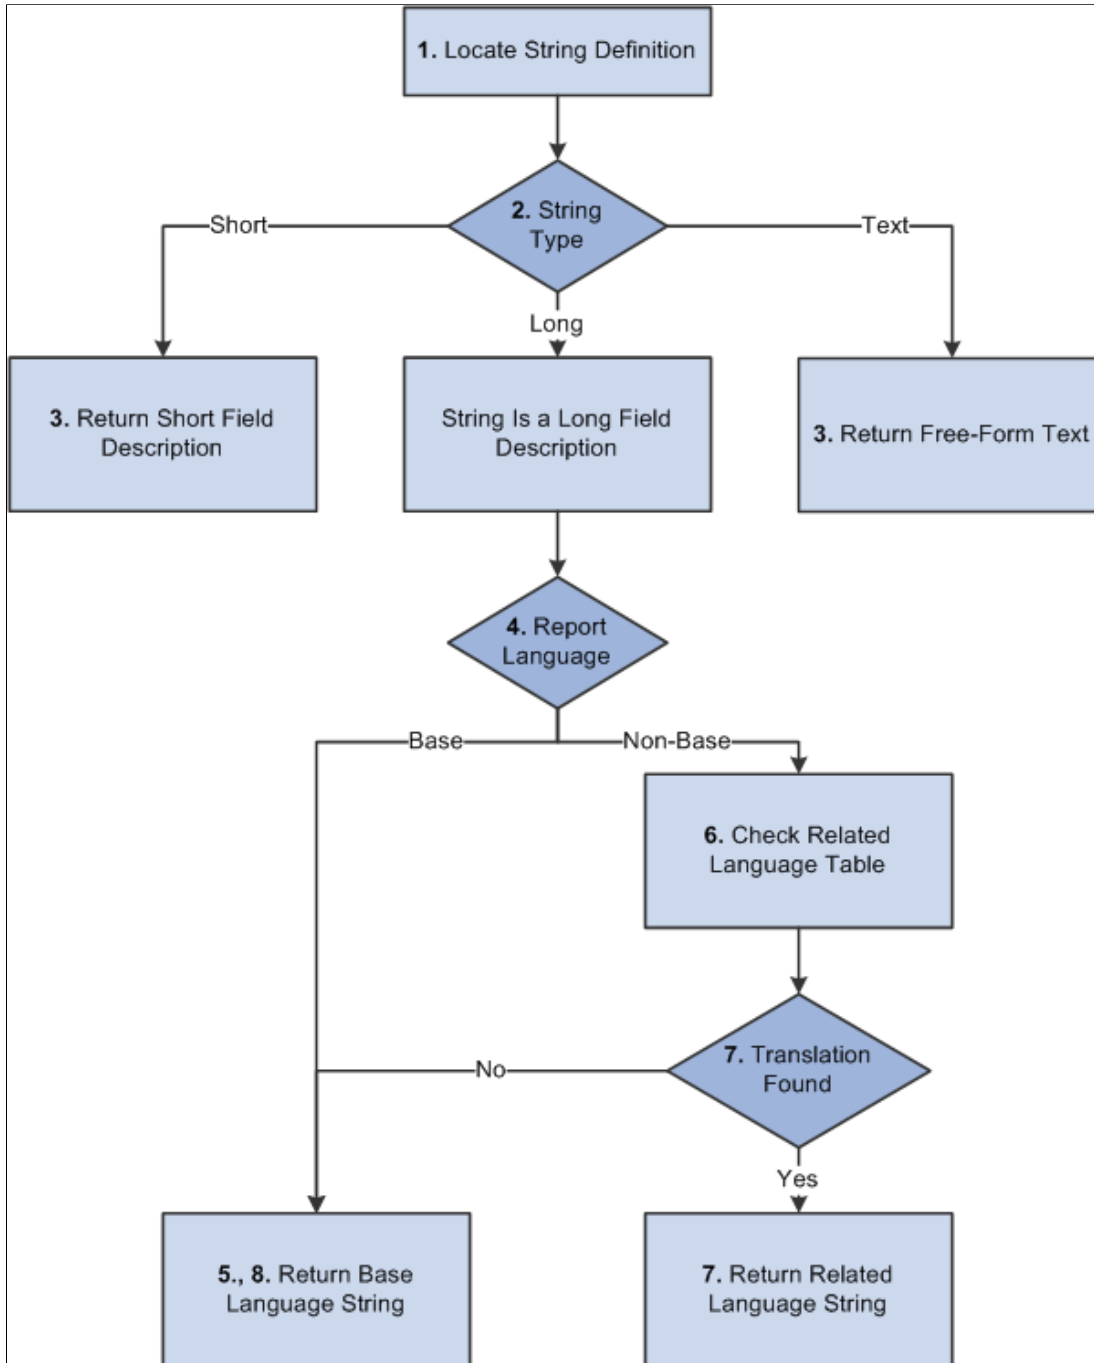 1. Locate String Definition
2. String
Type
Short
Text
Long
3. Return Short Field
Description
String Is a Long Field
Description
3. Return Free-Form Text
4. Report
Language
Base
Non-Base
6. Check Related
Language Table
7. Translation
Found
No
Yes
5., 8. Return Base
Language String
7. Return Related
Language String